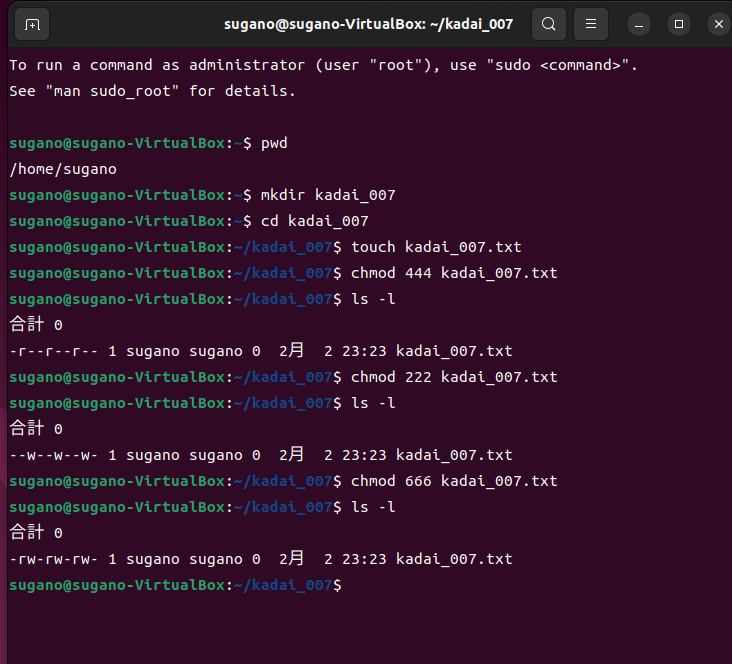 sugano@sugano-VirtualBox: ~/kadai_007
To run a command as administrator (user "root"), use "sudo <command>".
See "man sudo_root" for details.
sugano@sugano-VirtualBox:~$ pwd
/home/sugano
sugano@sugano-VirtualBox:~$ mkdir kadai_007
sugano@sugano-VirtualBox:~$ cd kadai_007
sugano@sugano-VirtualBox:~/kadai_007$ touch kadai_007.txt
sugano@sugano-VirtualBox:~/kadai_007$ chmod 444 kadai_007.txt
sugano@sugano-VirtualBox:~/kadai_007$ ls -l
合計 0
-r--r--r-- 1 sugano sugano 0  2月  2 23:23 kadai_007.txt
sugano@sugano-VirtualBox:~/kadai_007$ chmod 222 kadai_007.txt
sugano@sugano-VirtualBox:~/kadai_007$ ls -l
合計 0
--w--w--w- 1 sugano sugano 0  2月  2 23:23 kadai_007.txt
sugano@sugano-VirtualBox:~/kadai_007$ chmod 666 kadai_007.txt
sugano@sugano-VirtualBox:~/kadai_007$ ls -l
合計 0
-rw-rw-rw- 1 sugano sugano 0  2月  2 23:23 kadai_007.txt
sugano@sugano-VirtualBox:~/kadai_007$